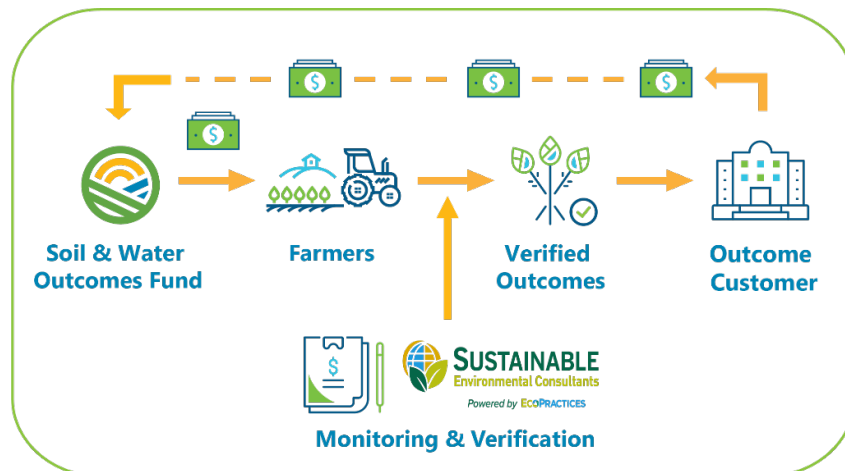 $
$
$
$
Soil & Water
Outcomes Fund
Farmers
Verified
Outcomes
Outcome
Customer
$
SUSTAINABLE
Environmental Consultants
Powered by ECOPRACTICES
Monitoring & Verification